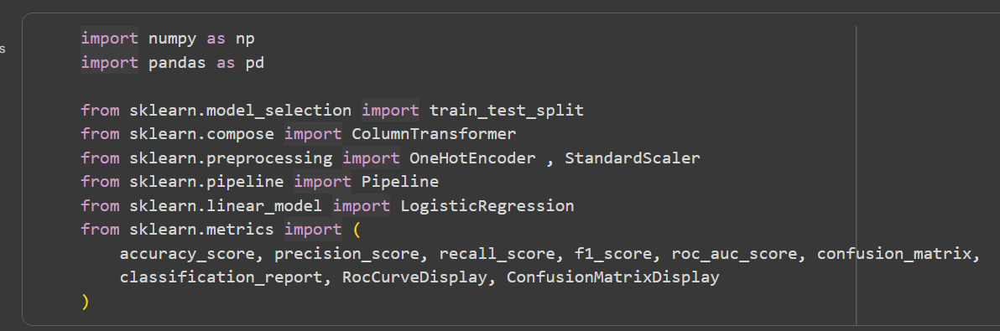 s
import numpy as np
import pandas as pd
from sklearn.model_selection import train_test_split
from sklearn.compose import ColumnTransformer
from sklearn.preprocessing import OneHotEncoder , StandardScaler
from sklearn.pipeline import Pipeline
from sklearn.linear_model import LogisticRegression
from sklearn.metrics import (
    accuracy_score, precision_score, recall_score, f1_score, roc_auc_score, confusion_matrix,
    classification_report, RocCurveDisplay, ConfusionMatrixDisplay
)